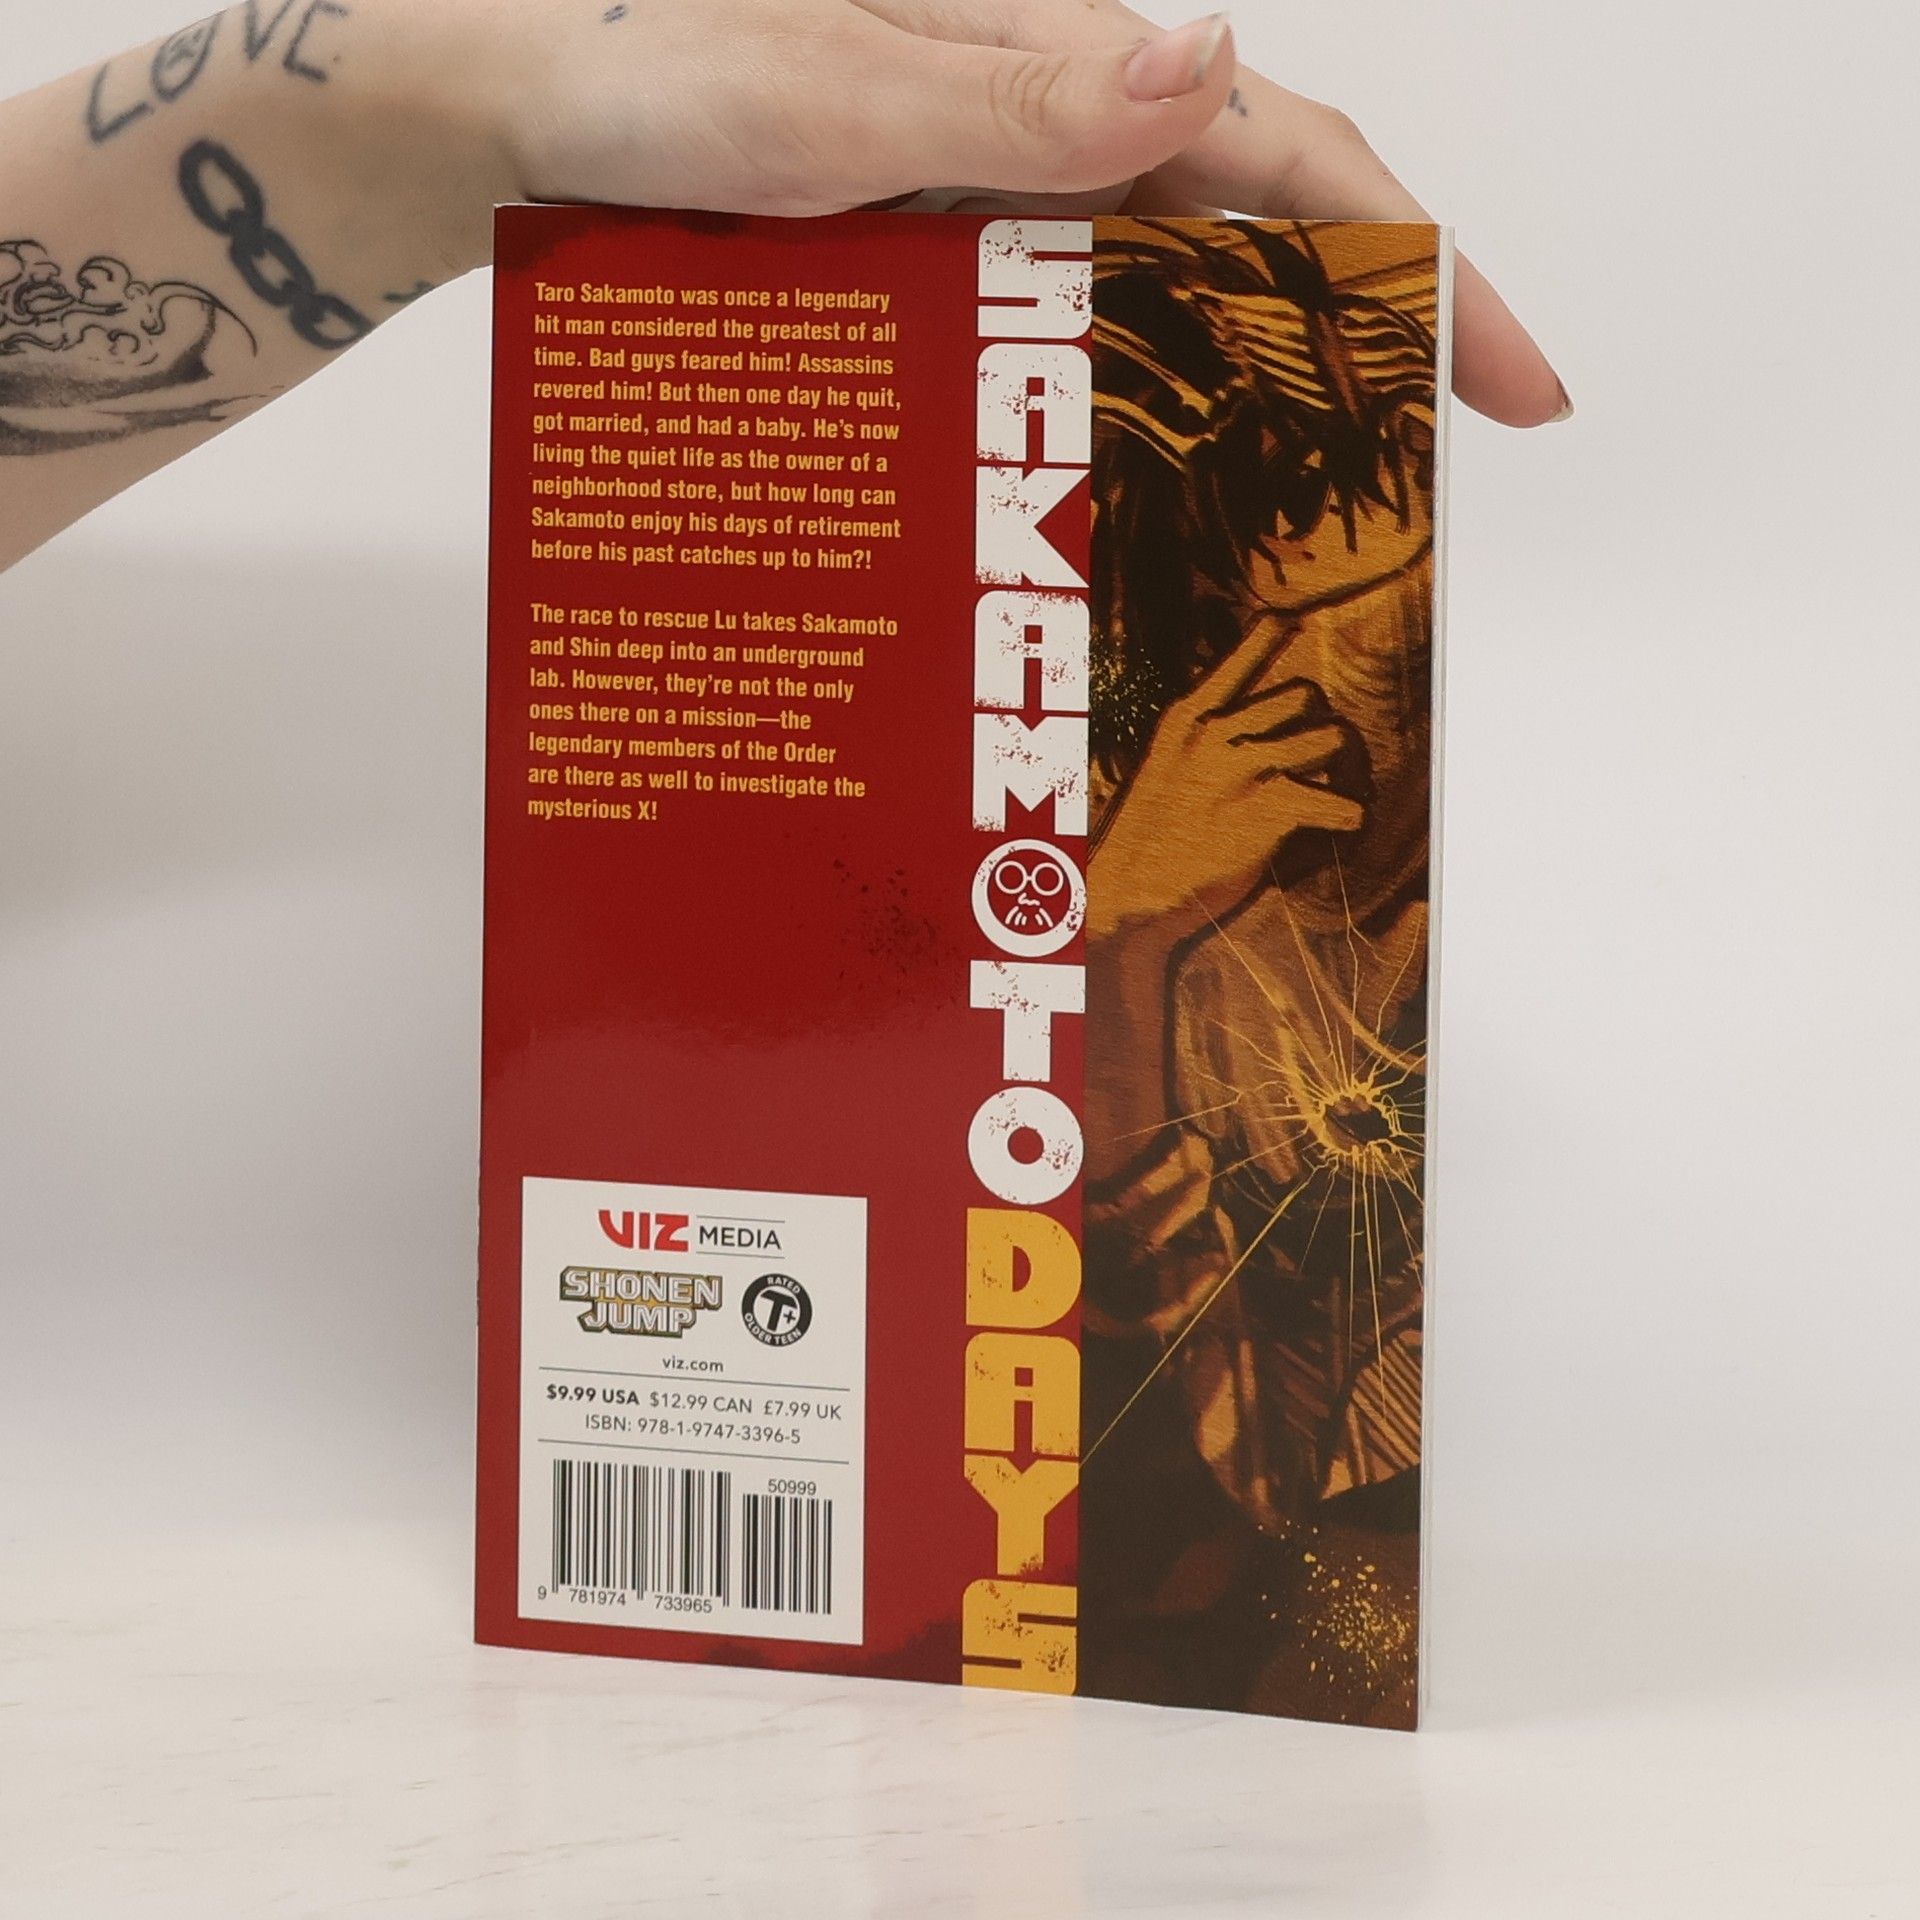 LOVE
Taro Sakamoto was once a legendary
hit man considered the greatest of all
time. Bad guys feared him! Assassins
revered him! But then one day he quit,
got married, and had a baby. He's now
living the quiet life as the owner of a
neighborhood store, but how long can
Sakamoto enjoy his days of retirement
before his past catches up to him?!
The race to rescue Lu takes Sakamoto
and Shin deep into an underground
lab. However, they're not the only
ones there on a mission—the
legendary members of the Order
are there as well to investigate the
mysterious X!
SAKAMOTO DAYS
VIZ MEDIA
SHONEN
JUMP
RATED
T+
OLDER TEEN
viz.com
$9.99 USA $12.99 CAN £7.99 UK
ISBN: 978-1-9747-3396-5
50999
9 781974 733965